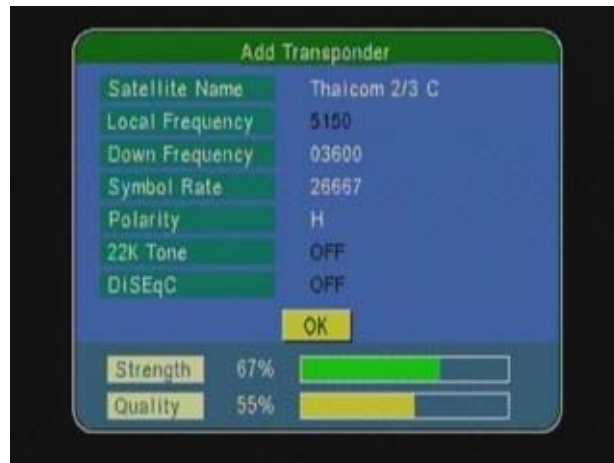 Add Transponder
Satellite Name Thaicom 2/3 C
Local Frequency 5150
Down Frequency 03600
Symbol Rate 26667
Polarity H
22K Tone OFF
DiSEqC OFF
OK
Strength 67%
Quality 55%